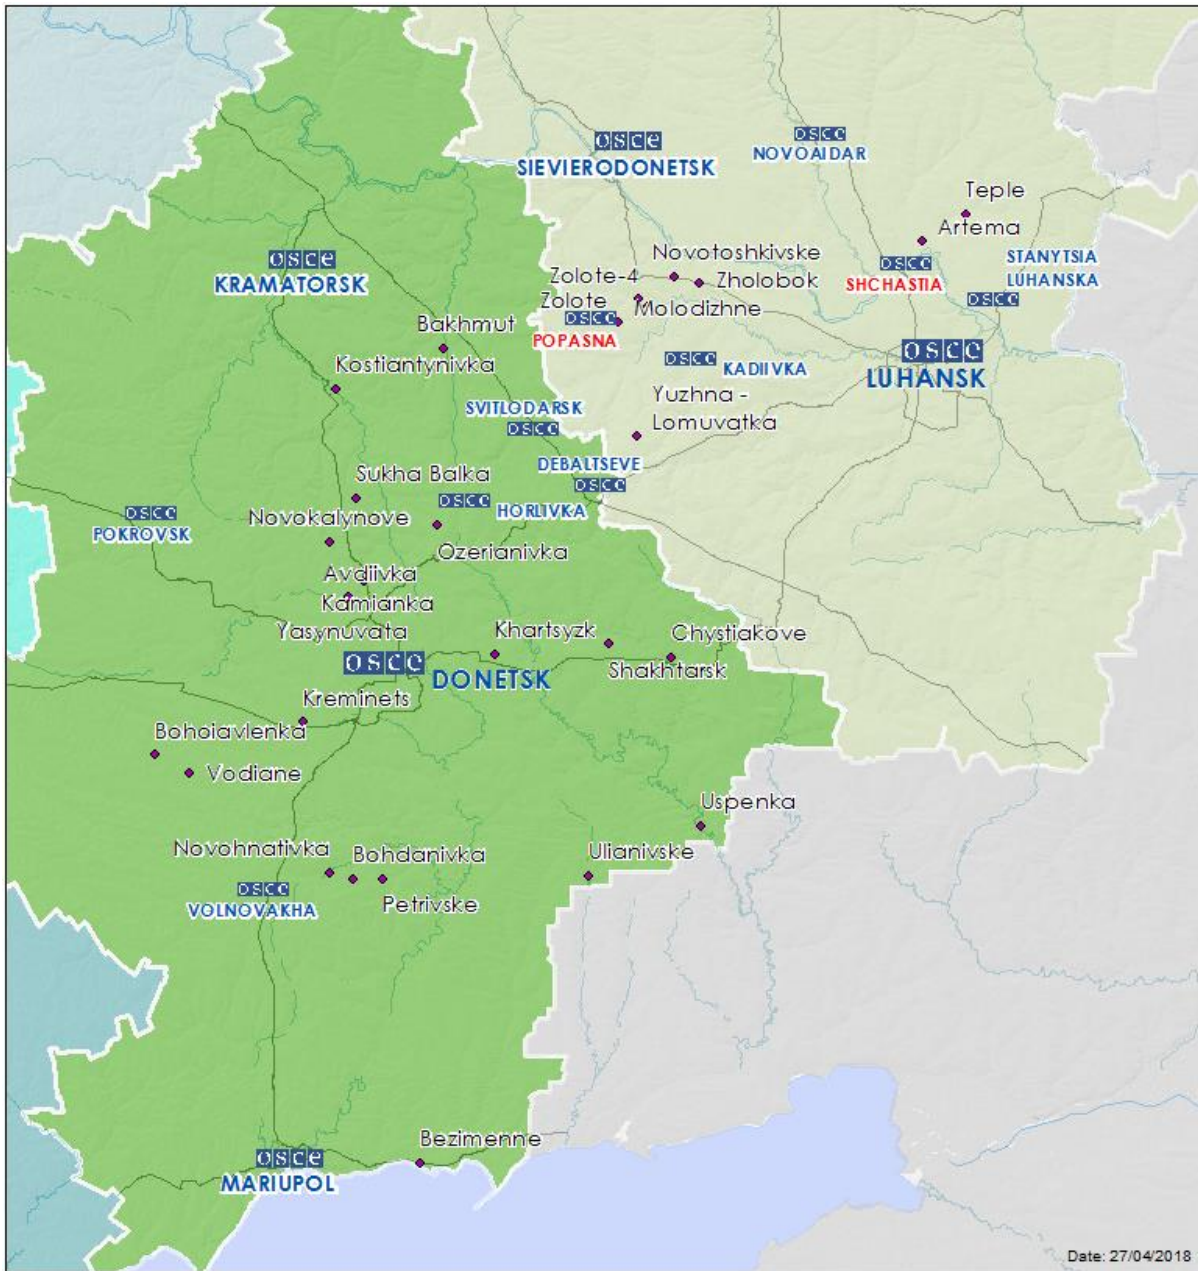 osce
SIEVIERODONETSK
osce
NOVOAIDAR
Teple
Artema
osce
SHCHASTIA
STANYTSIA
LUHANSKA
osce
osce
KRAMATORSK
Novotoshkivske
Zolote-4
Zholobok
Zolote
Molodizhne
osce
POPASNA
osce
KADIIVKA
osce
LUHANSK
Bakhmut
Kostiantynivka
Yuzhna -
Lomuvatka
SVITLODARSK
osce
DEBALTSEVE
osce
Sukha Balka
osce
HORLIVKA
osce
POKROVSK
Novokalynove
Ozerianivka
Avdiivka
Kamianka
Yasynuvata
Khartsyzk
Chystiakove
Shakhtarsk
osce
DONETSK
Kreminets
Bohoiavlenka
Vodiane
Uspenka
Novohnativka
Bohdanivka
Ulianivske
Petrivske
osce
VOLNOVAKHA
Bezimenne
osce
MARIUPOL
Date: 27/04/2018